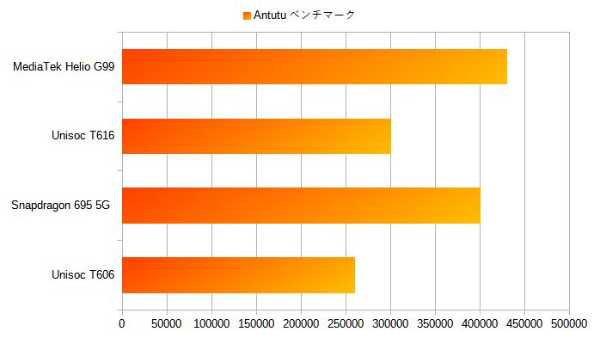 Antutu ベンチマーク
MediaTek Helio G99
Unisoc T616
Snapdragon 695 5G
Unisoc T606
0 50000 100000 150000 200000 250000 300000 350000 400000 450000 500000